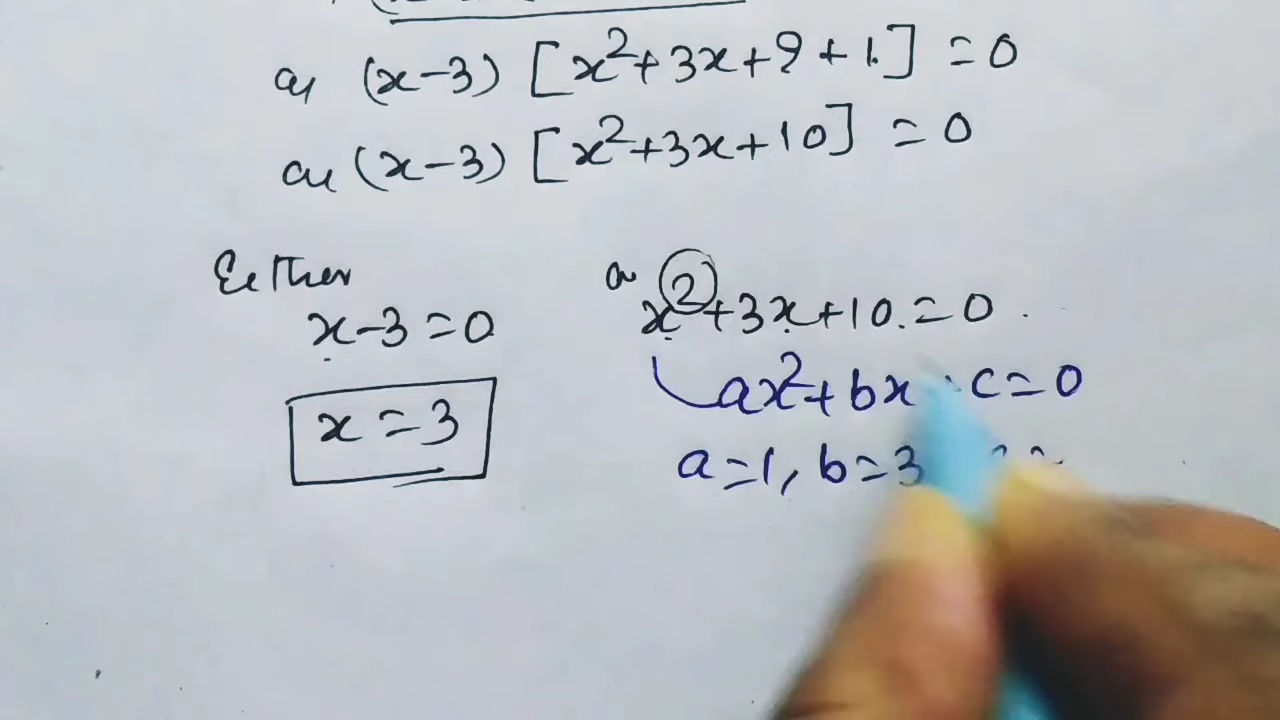 or (x-3) [x²+3x+9+1] = 0
or (x-3) [x²+3x+10] = 0
Either
x-3=0
x=3
or
x²+3x+10=0
ax²+bx+c=0
a=1, b=3